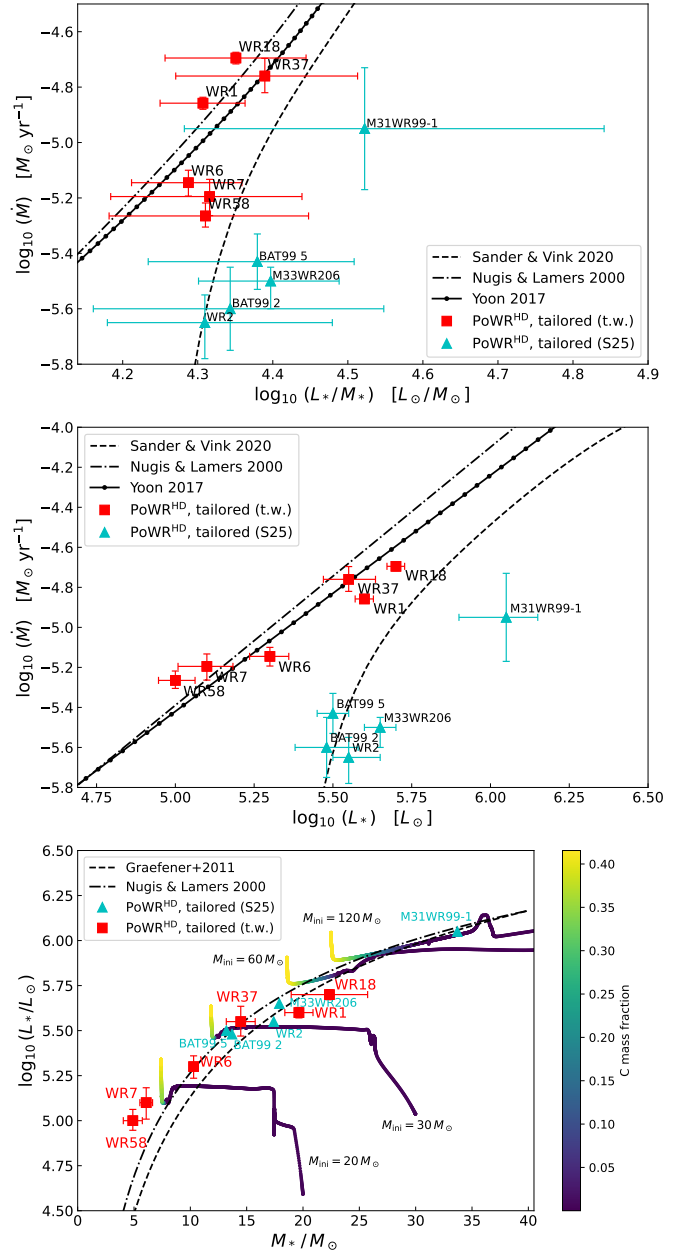 −4.6
−4.8
−5.0
−5.2
−5.4
−5.6
−5.8
log₁₀ (Ṁ) [M⊙ yr⁻¹]
WR18
WR37
WR1
M31WR99-1
WR6
WR7
WR58
BAT99 5
M33WR206
BAT99 2
WR2
Sander & Vink 2020
Nugis & Lamers 2000
Yoon 2017
PoWRᴴᴰ, tailored (t.w.)
PoWRᴴᴰ, tailored (S25)
4.2 4.3 4.4 4.5 4.6 4.7 4.8 4.9
log₁₀ (L*/M*) [L⊙/M⊙]
−4.0
−4.2
−4.4
−4.6
−4.8
−5.0
−5.2
−5.4
−5.6
−5.8
log₁₀ (Ṁ) [M⊙ yr⁻¹]
Sander & Vink 2020
Nugis & Lamers 2000
Yoon 2017
PoWRᴴᴰ, tailored (t.w.)
PoWRᴴᴰ, tailored (S25)
WR18
WR37
WR1
M31WR99-1
WR6
WR7
WR58
BAT99 5
M33WR206
BAT99 2
WR2
4.75 5.00 5.25 5.50 5.75 6.00 6.25 6.50
log₁₀ (L*) [L⊙]
6.50
6.25
6.00
5.75
5.50
5.25
5.00
4.75
4.50
log₁₀ (L*/L⊙)
Graefener+2011
Nugis & Lamers 2000
PoWRᴴᴰ, tailored (S25)
PoWRᴴᴰ, tailored (t.w.)
M31WR99-1
Mini = 120 M⊙
Mini = 60 M⊙
WR18
WR37
M33WR206
WR1
WR2
BAT99 5
BAT99 2
WR6
WR7
WR58
Mini = 30 M⊙
Mini = 20 M⊙
0 5 10 15 20 25 30 35 40
M*/M⊙
0.40
0.35
0.30
0.25
0.20
0.15
0.10
0.05
C mass fraction